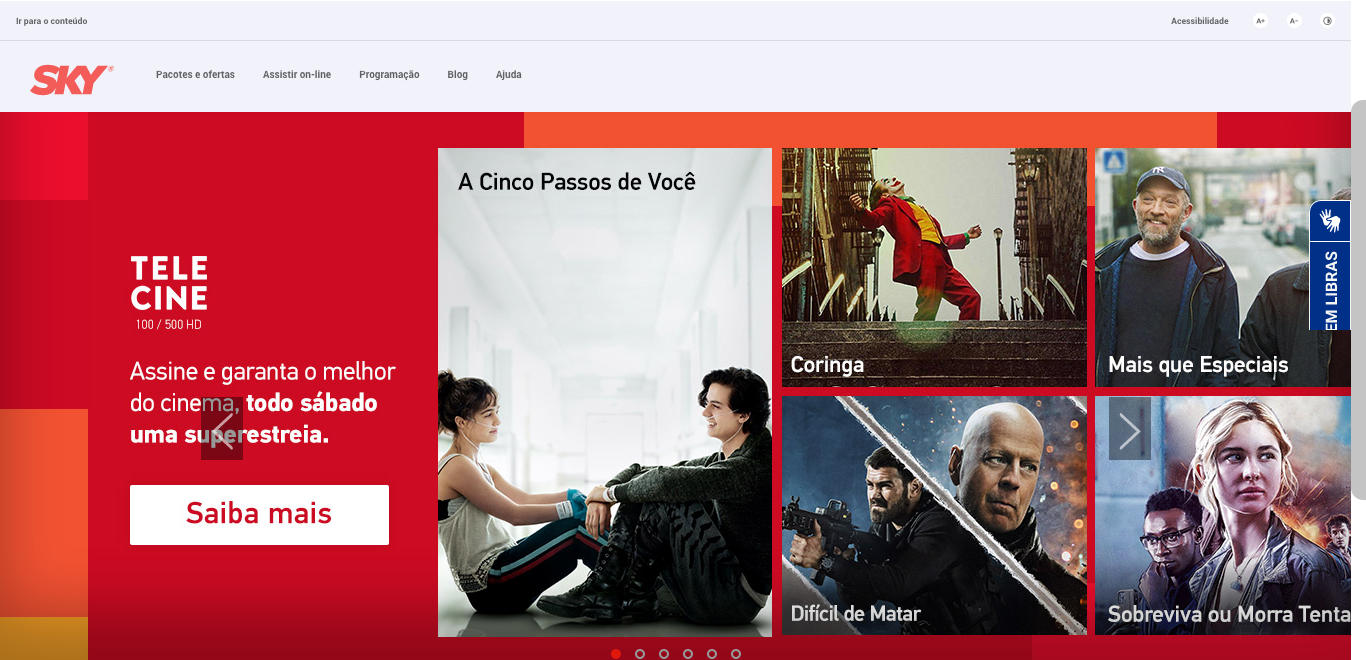 Ir para o conteúdo
Acessibilidade
A+
A-
SKY
Pacotes e ofertas
Assistir on-line
Programação
Blog
Ajuda
A Cinco Passos de Você
TELE
CINE
100 / 500 HD
Assine e garanta o melhor
do cinema, todo sábado
uma superestreia.
Saiba mais
Coringa
Mais que Especiais
EM LIBRAS
Difícil de Matar
Sobreviva ou Morra Tenta